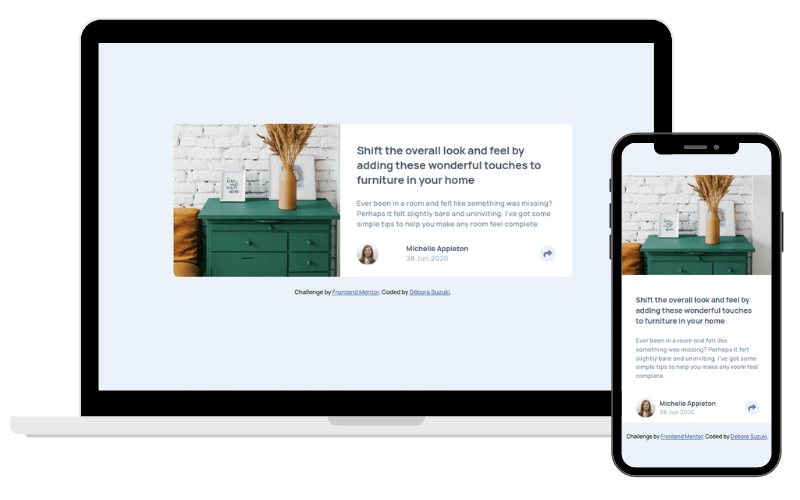 Shift the overall look and feel by
adding these wonderful touches to
furniture in your home
Ever been in a room and felt like something was missing?
Perhaps it felt slightly bare and uninviting. I've got some
simple tips to help you make any room feel complete.
Michelle Appleton
28 Jun 2020
Challenge by Frontend Mentor. Coded by Débora Suzuki.
Shift the overall look and feel by
adding these wonderful touches
to furniture in your home
Ever been in a room and felt like
something was missing? Perhaps it felt
slightly bare and uninviting. I've got some
simple tips to help you make any room feel
complete.
Michelle Appleton
28 Jun 2020
Challenge by Frontend Mentor. Coded by Débora Suzuki.